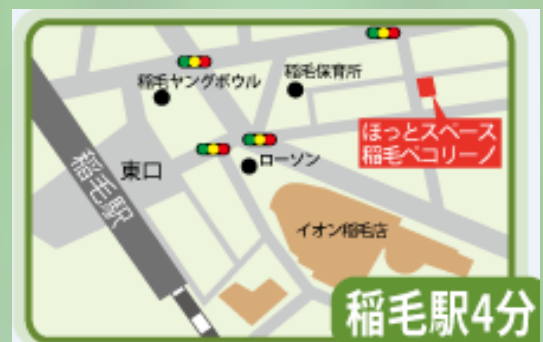 稲毛ヤングボウル
稲毛保育所
ほっとスペース
稲毛ペコリーノ
ローソン
東口
稲毛駅
イオン稲毛店
稲毛駅4分